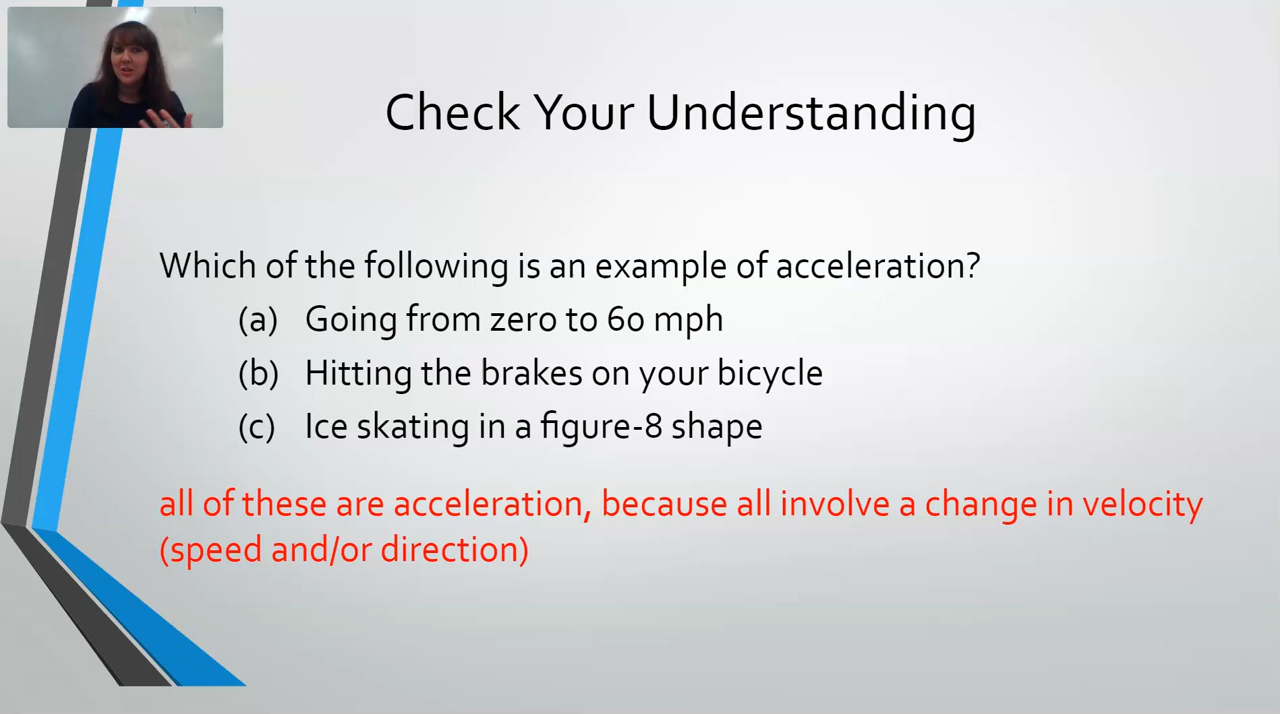 Check Your Understanding
Which of the following is an example of acceleration?
(a) Going from zero to 60 mph
(b) Hitting the brakes on your bicycle
(c) Ice skating in a figure-8 shape
all of these are acceleration, because all involve a change in velocity
(speed and/or direction)